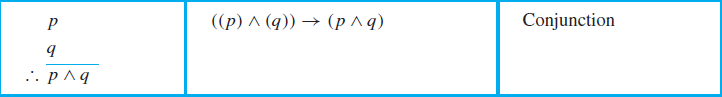 p ((p) ∧ (q)) → (p ∧ q) Conjunction
q
∴ p ∧ q